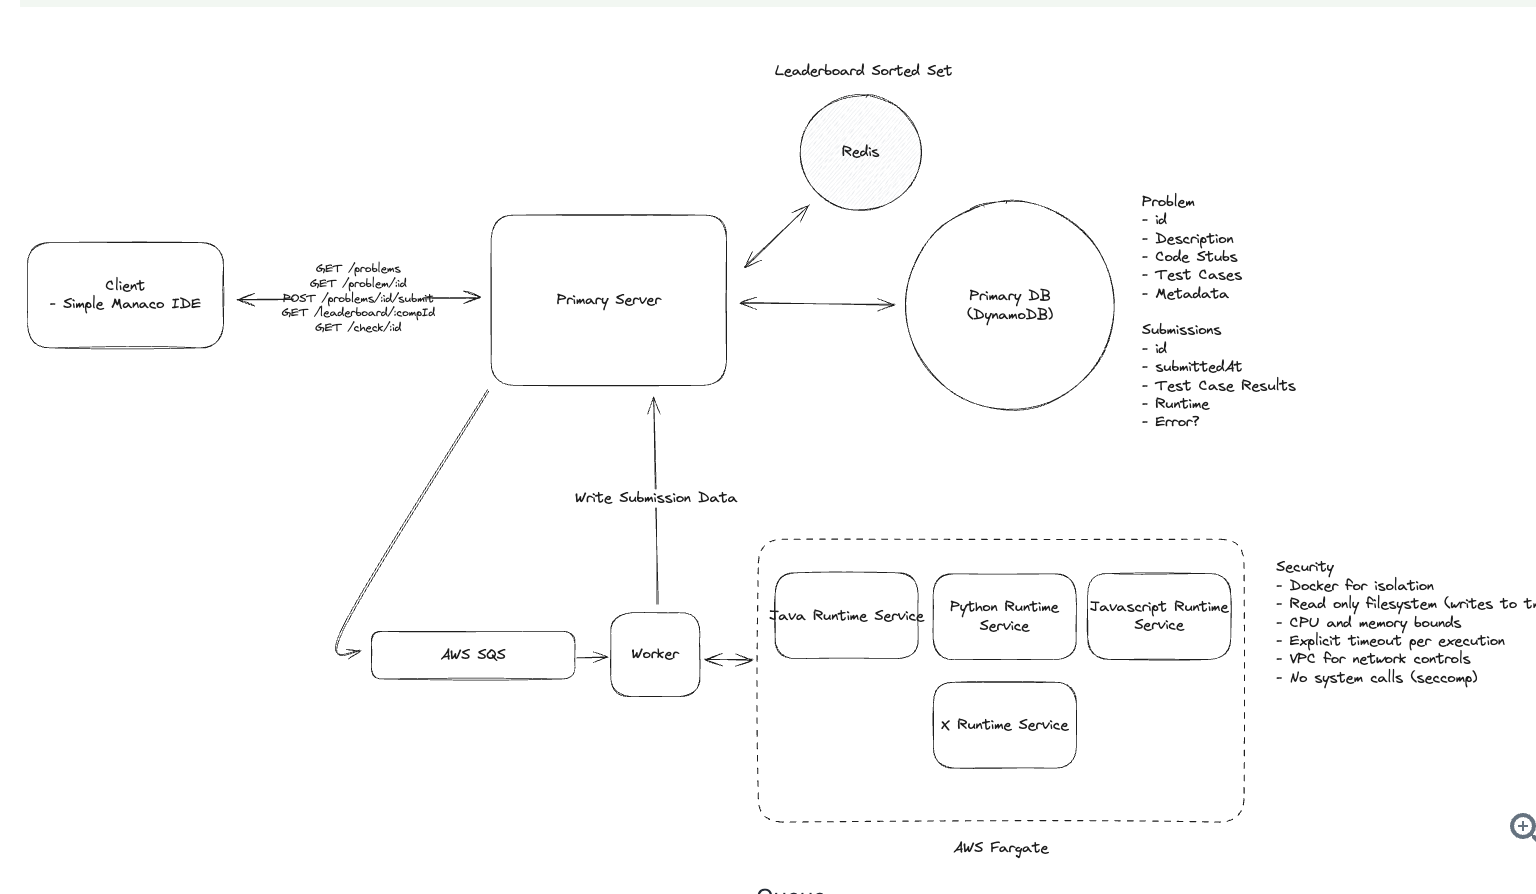 Leaderboard Sorted Set
Redis
Client
- Simple Manaco IDE
GET /problems
GET /problem/:id
POST /problems/:id/submit
GET /leaderboard/:compId
GET /check/:id
Primary Server
Primary DB
(DynamoDB)
Problem
- id
- Description
- Code Stubs
- Test Cases
- Metadata
Submissions
- id
- submittedAt
- Test Case Results
- Runtime
- Error?
Write Submission Data
AWS SQS
Worker
Java Runtime Service
Python Runtime
Service
Javascript Runtime
Service
X Runtime Service
AWS Fargate
Security
- Docker for isolation
- Read only filesystem (writes to
- CPU and memory bounds
- Explicit timeout per execution
- VPC for network controls
- No system calls (seccomp)